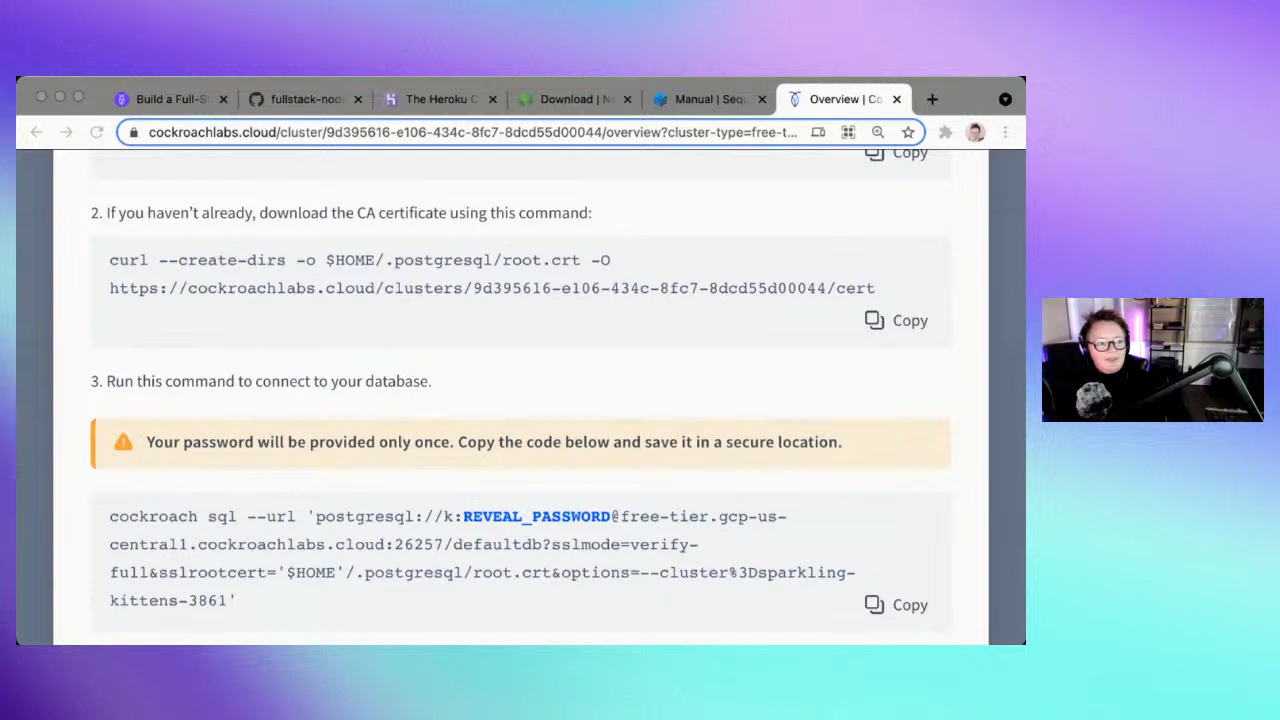 Build a Full-S
fullstack-nod
The Heroku C
Download | No
Manual | Sequ
Overview | Co
cockroachlabs.cloud/cluster/9d395616-e106-434c-8fc7-8dcd55d00044/overview?cluster-type=free-t...
Copy
2. If you haven't already, download the CA certificate using this command:
curl --create-dirs -o $HOME/.postgresql/root.crt -O
https://cockroachlabs.cloud/clusters/9d395616-e106-434c-8fc7-8dcd55d00044/cert
Copy
3. Run this command to connect to your database.
Your password will be provided only once. Copy the code below and save it in a secure location.
cockroach sql --url 'postgresql://k:REVEAL_PASSWORD@free-tier.gcp-us-
central1.cockroachlabs.cloud:26257/defaultdb?sslmode=verify-
full&sslrootcert='$HOME'/.postgresql/root.crt&options=--cluster%3Dsparkling-
kittens-3861'
Copy